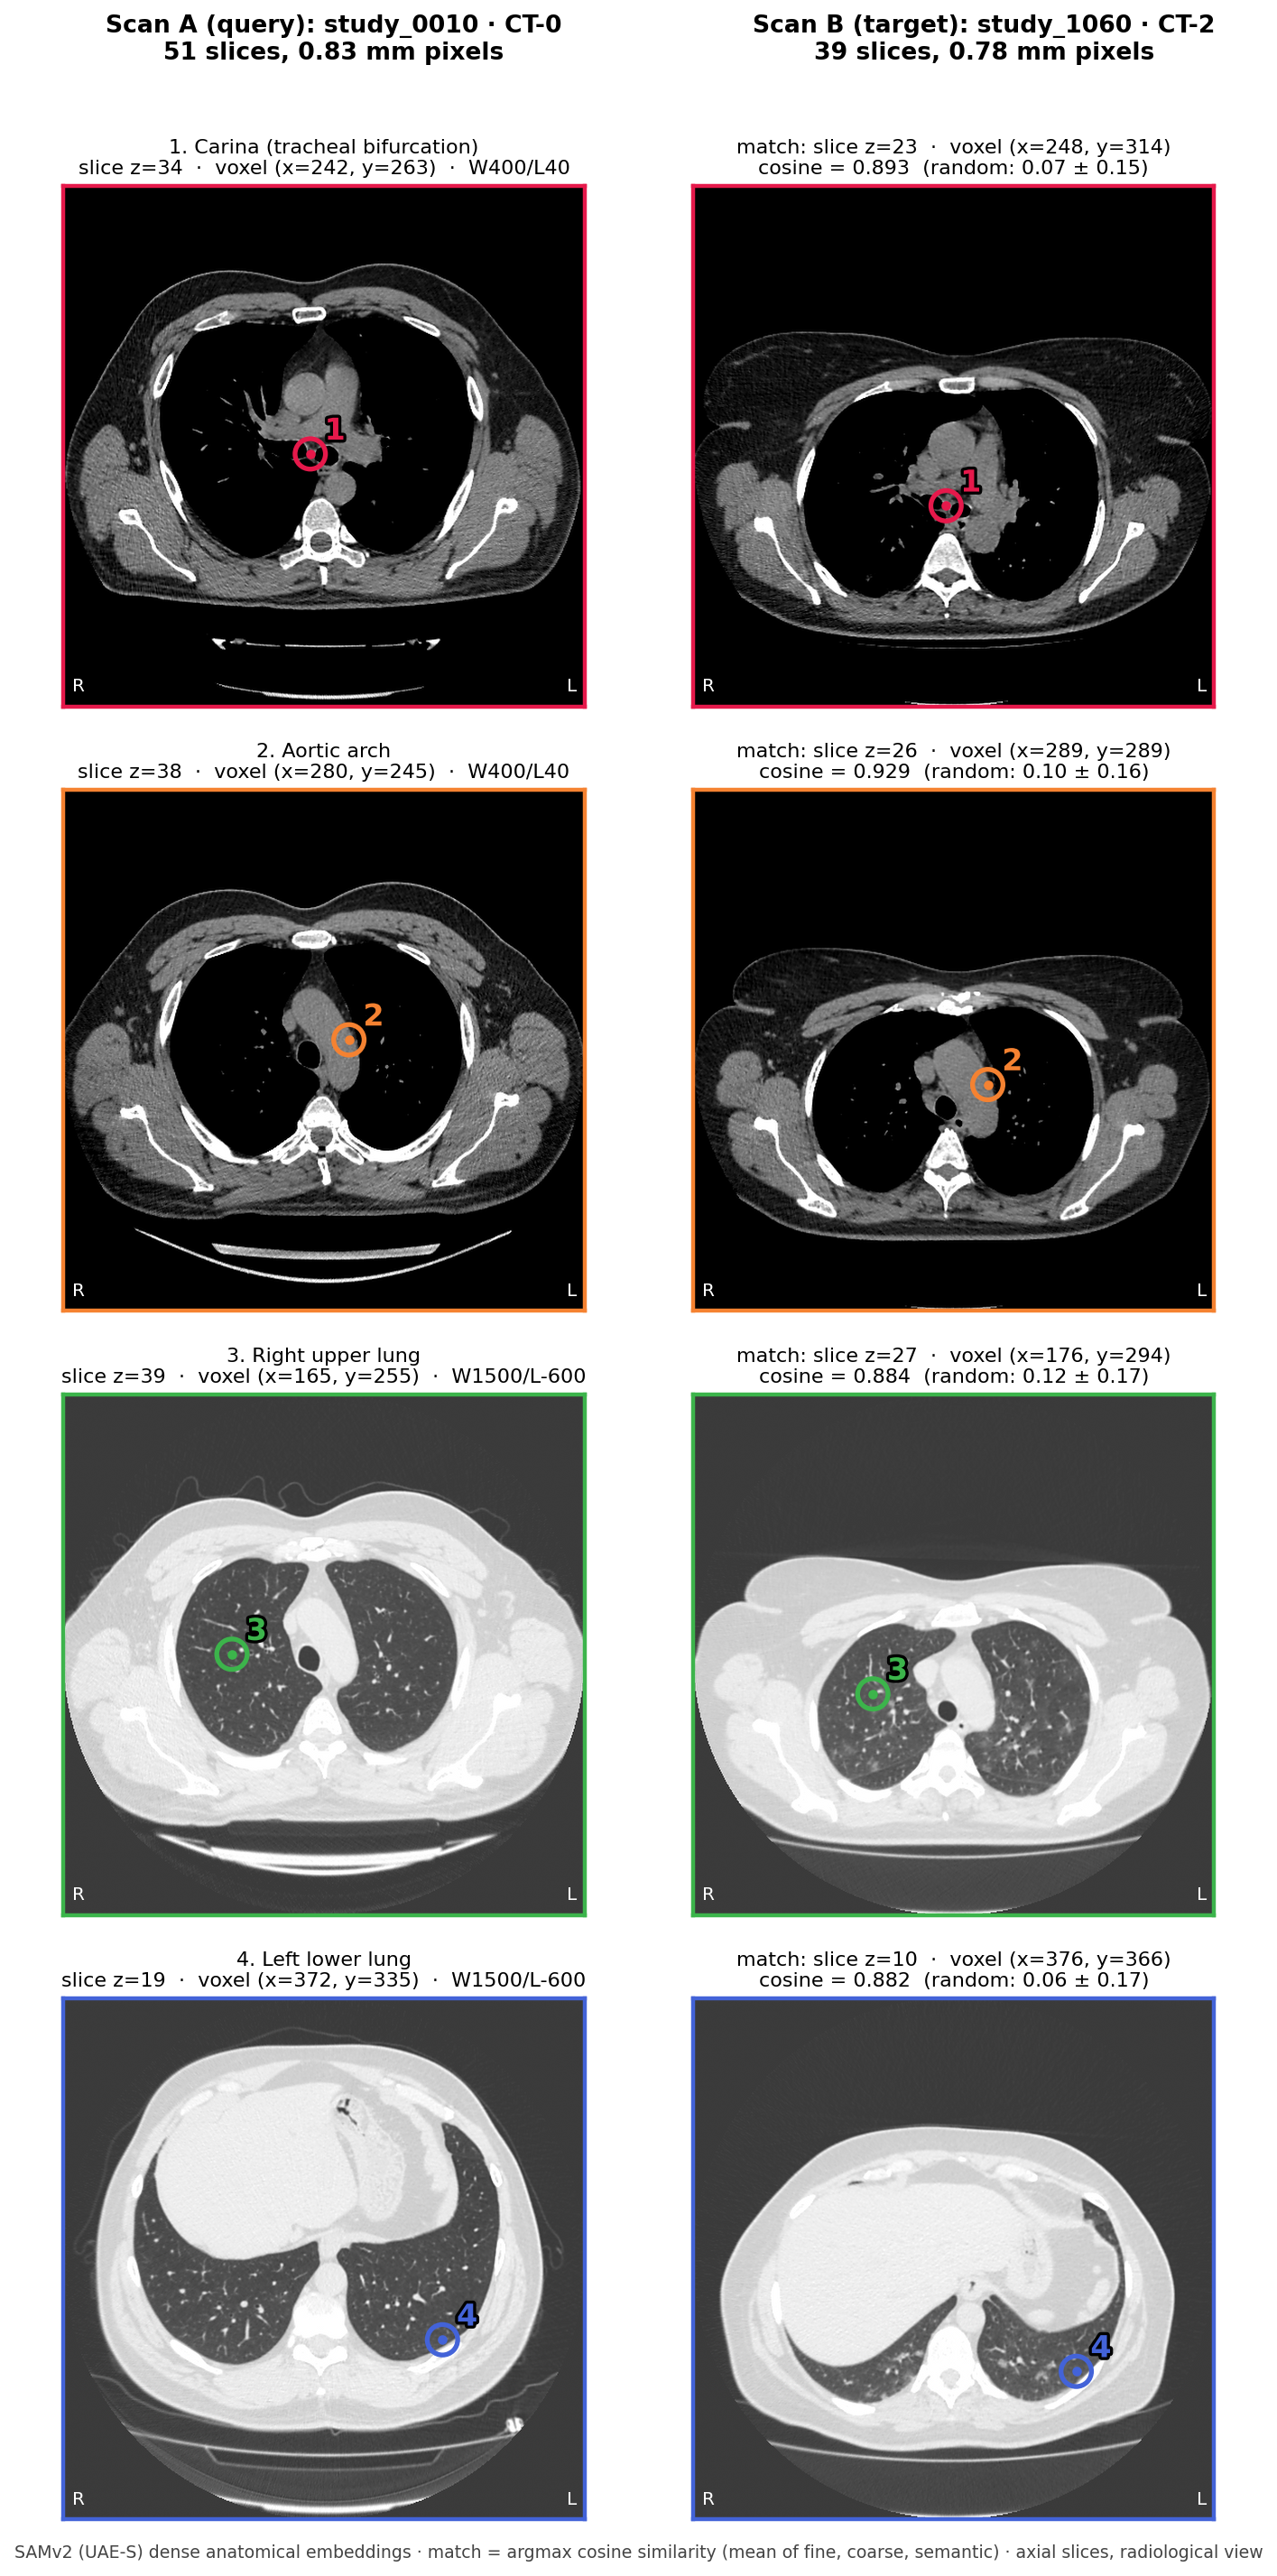 Scan A (query): study_0010 · CT-0
51 slices, 0.83 mm pixels
Scan B (target): study_1060 · CT-2
39 slices, 0.78 mm pixels
1. Carina (tracheal bifurcation)
slice z=34 · voxel (x=242, y=263) · W400/L40
match: slice z=23 · voxel (x=248, y=314)
cosine = 0.893 (random: 0.07 ± 0.15)
1
R
L
1
R
L
2. Aortic arch
slice z=38 · voxel (x=280, y=245) · W400/L40
match: slice z=26 · voxel (x=289, y=289)
cosine = 0.929 (random: 0.10 ± 0.16)
2
R
L
2
R
L
3. Right upper lung
slice z=39 · voxel (x=165, y=255) · W1500/L-600
match: slice z=27 · voxel (x=176, y=294)
cosine = 0.884 (random: 0.12 ± 0.17)
3
R
L
3
R
L
4. Left lower lung
slice z=19 · voxel (x=372, y=335) · W1500/L-600
match: slice z=10 · voxel (x=376, y=366)
cosine = 0.882 (random: 0.06 ± 0.17)
4
R
L
4
R
L
SAMv2 (UAE-S) dense anatomical embeddings · match = argmax cosine similarity (mean of fine, coarse, semantic) · axial slices, radiological view